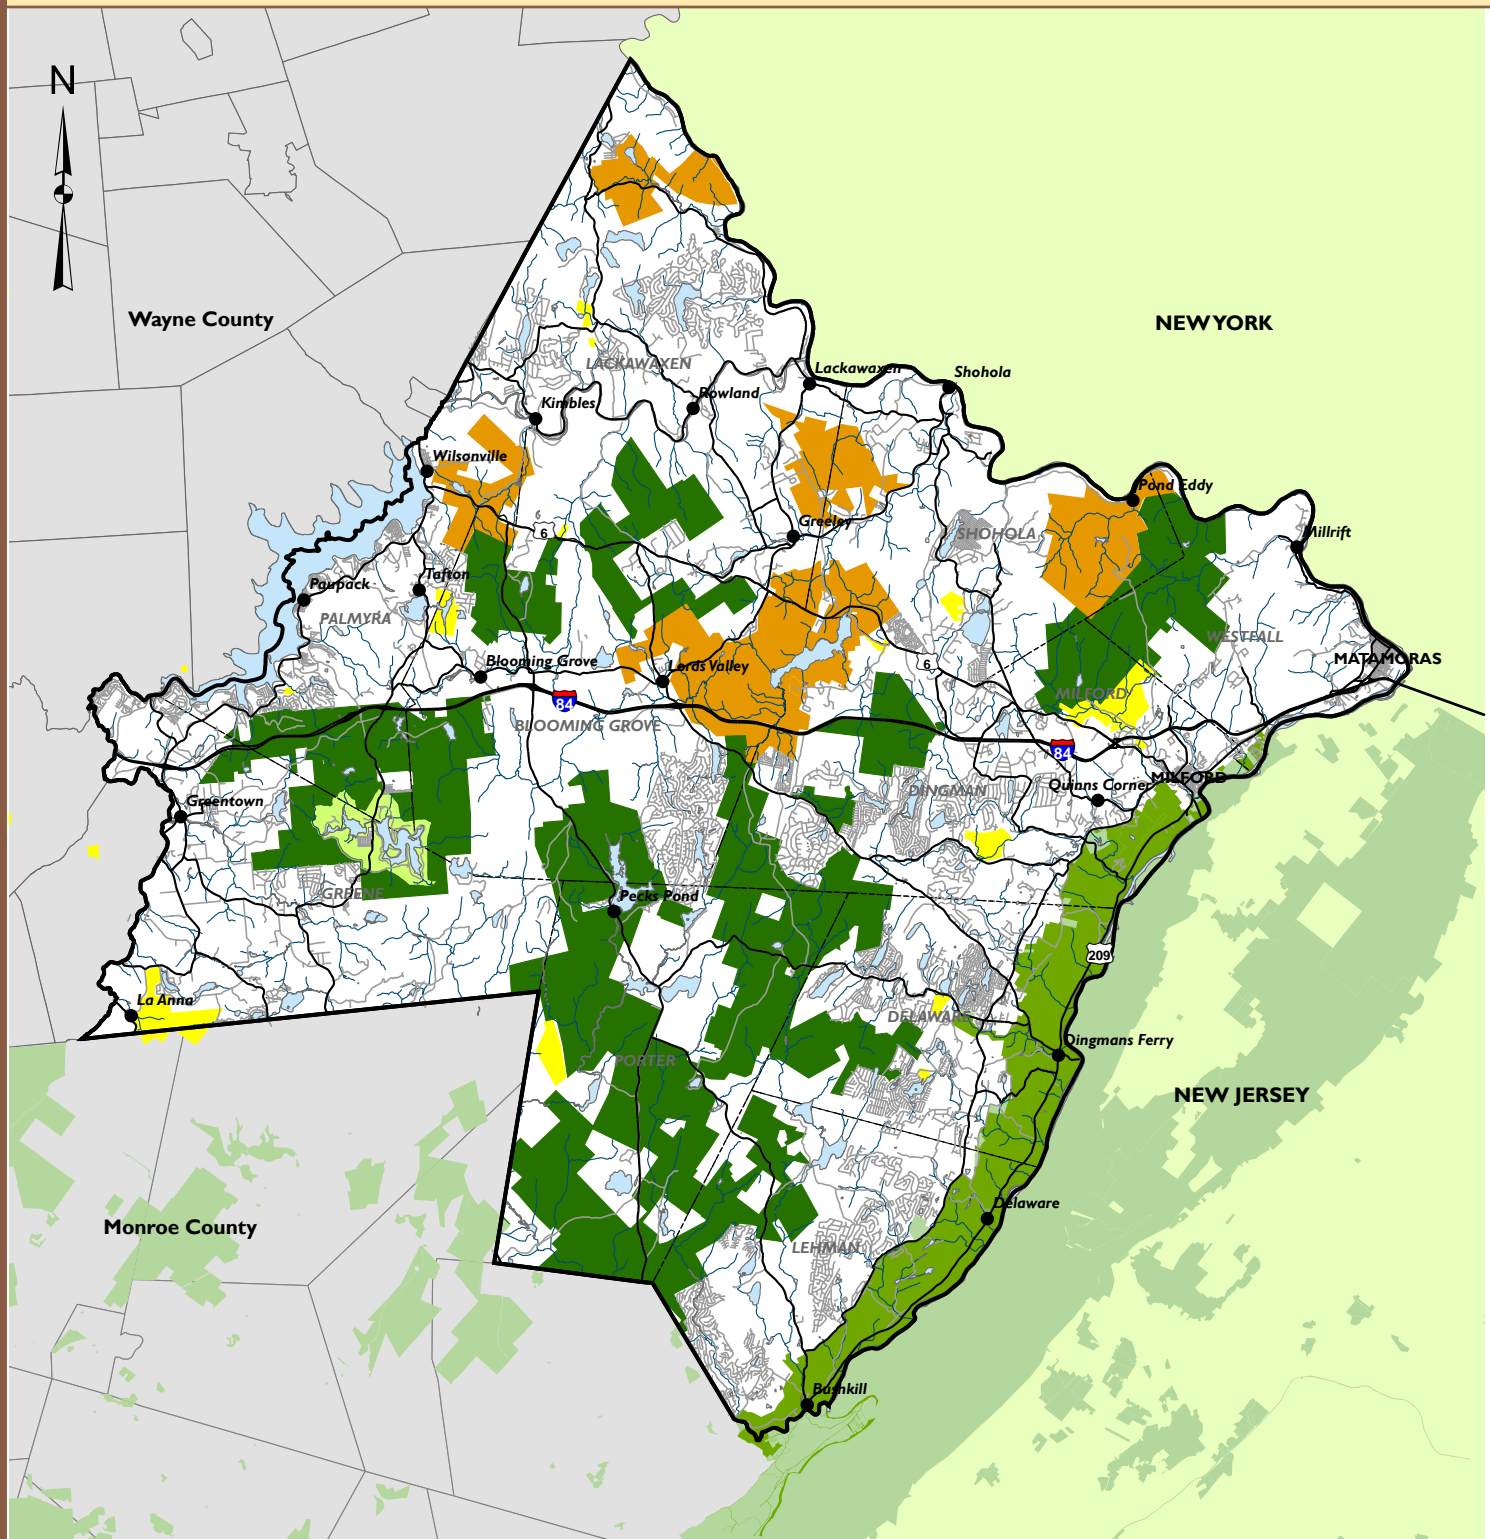 N
Wayne County
NEW YORK
LACKAWAXEN
Lackawaxen
Shohola
Kimbles
Rowland
Wilsonville
Pond Eddy
Greeley
6
SHOHOLA
Millrift
Tafton
Paupack
PALMYRA
WESTFALL
MATAMORAS
Blooming Grove
Lords Valley
6
MILFORD
84
BLOOMING GROVE
84
MILFORD
Quinns Corner
DINGMAN
Greentown
GREENE
Pecks Pond
209
La Anna
DELAWARE
Dingmans Ferry
PORTER
NEW JERSEY
Delaware
Monroe County
LEHMAN
Bushkill